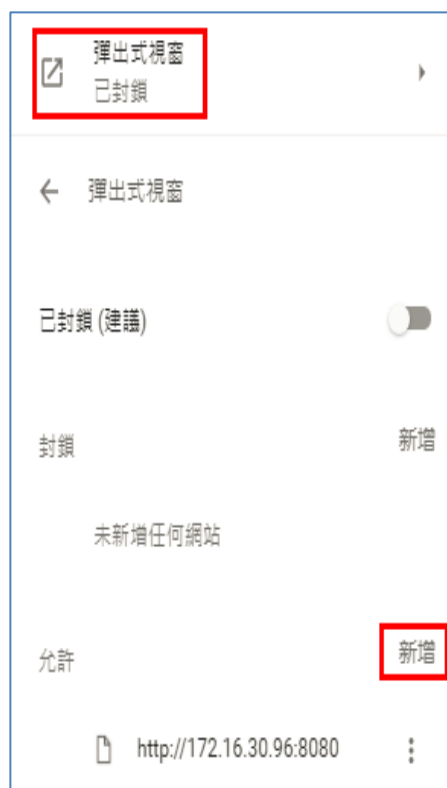 彈出式視窗
已封鎖
彈出式視窗
已封鎖 (建議)
封鎖 新增
未新增任何網站
允許 新增
http://172.16.30.96:8080